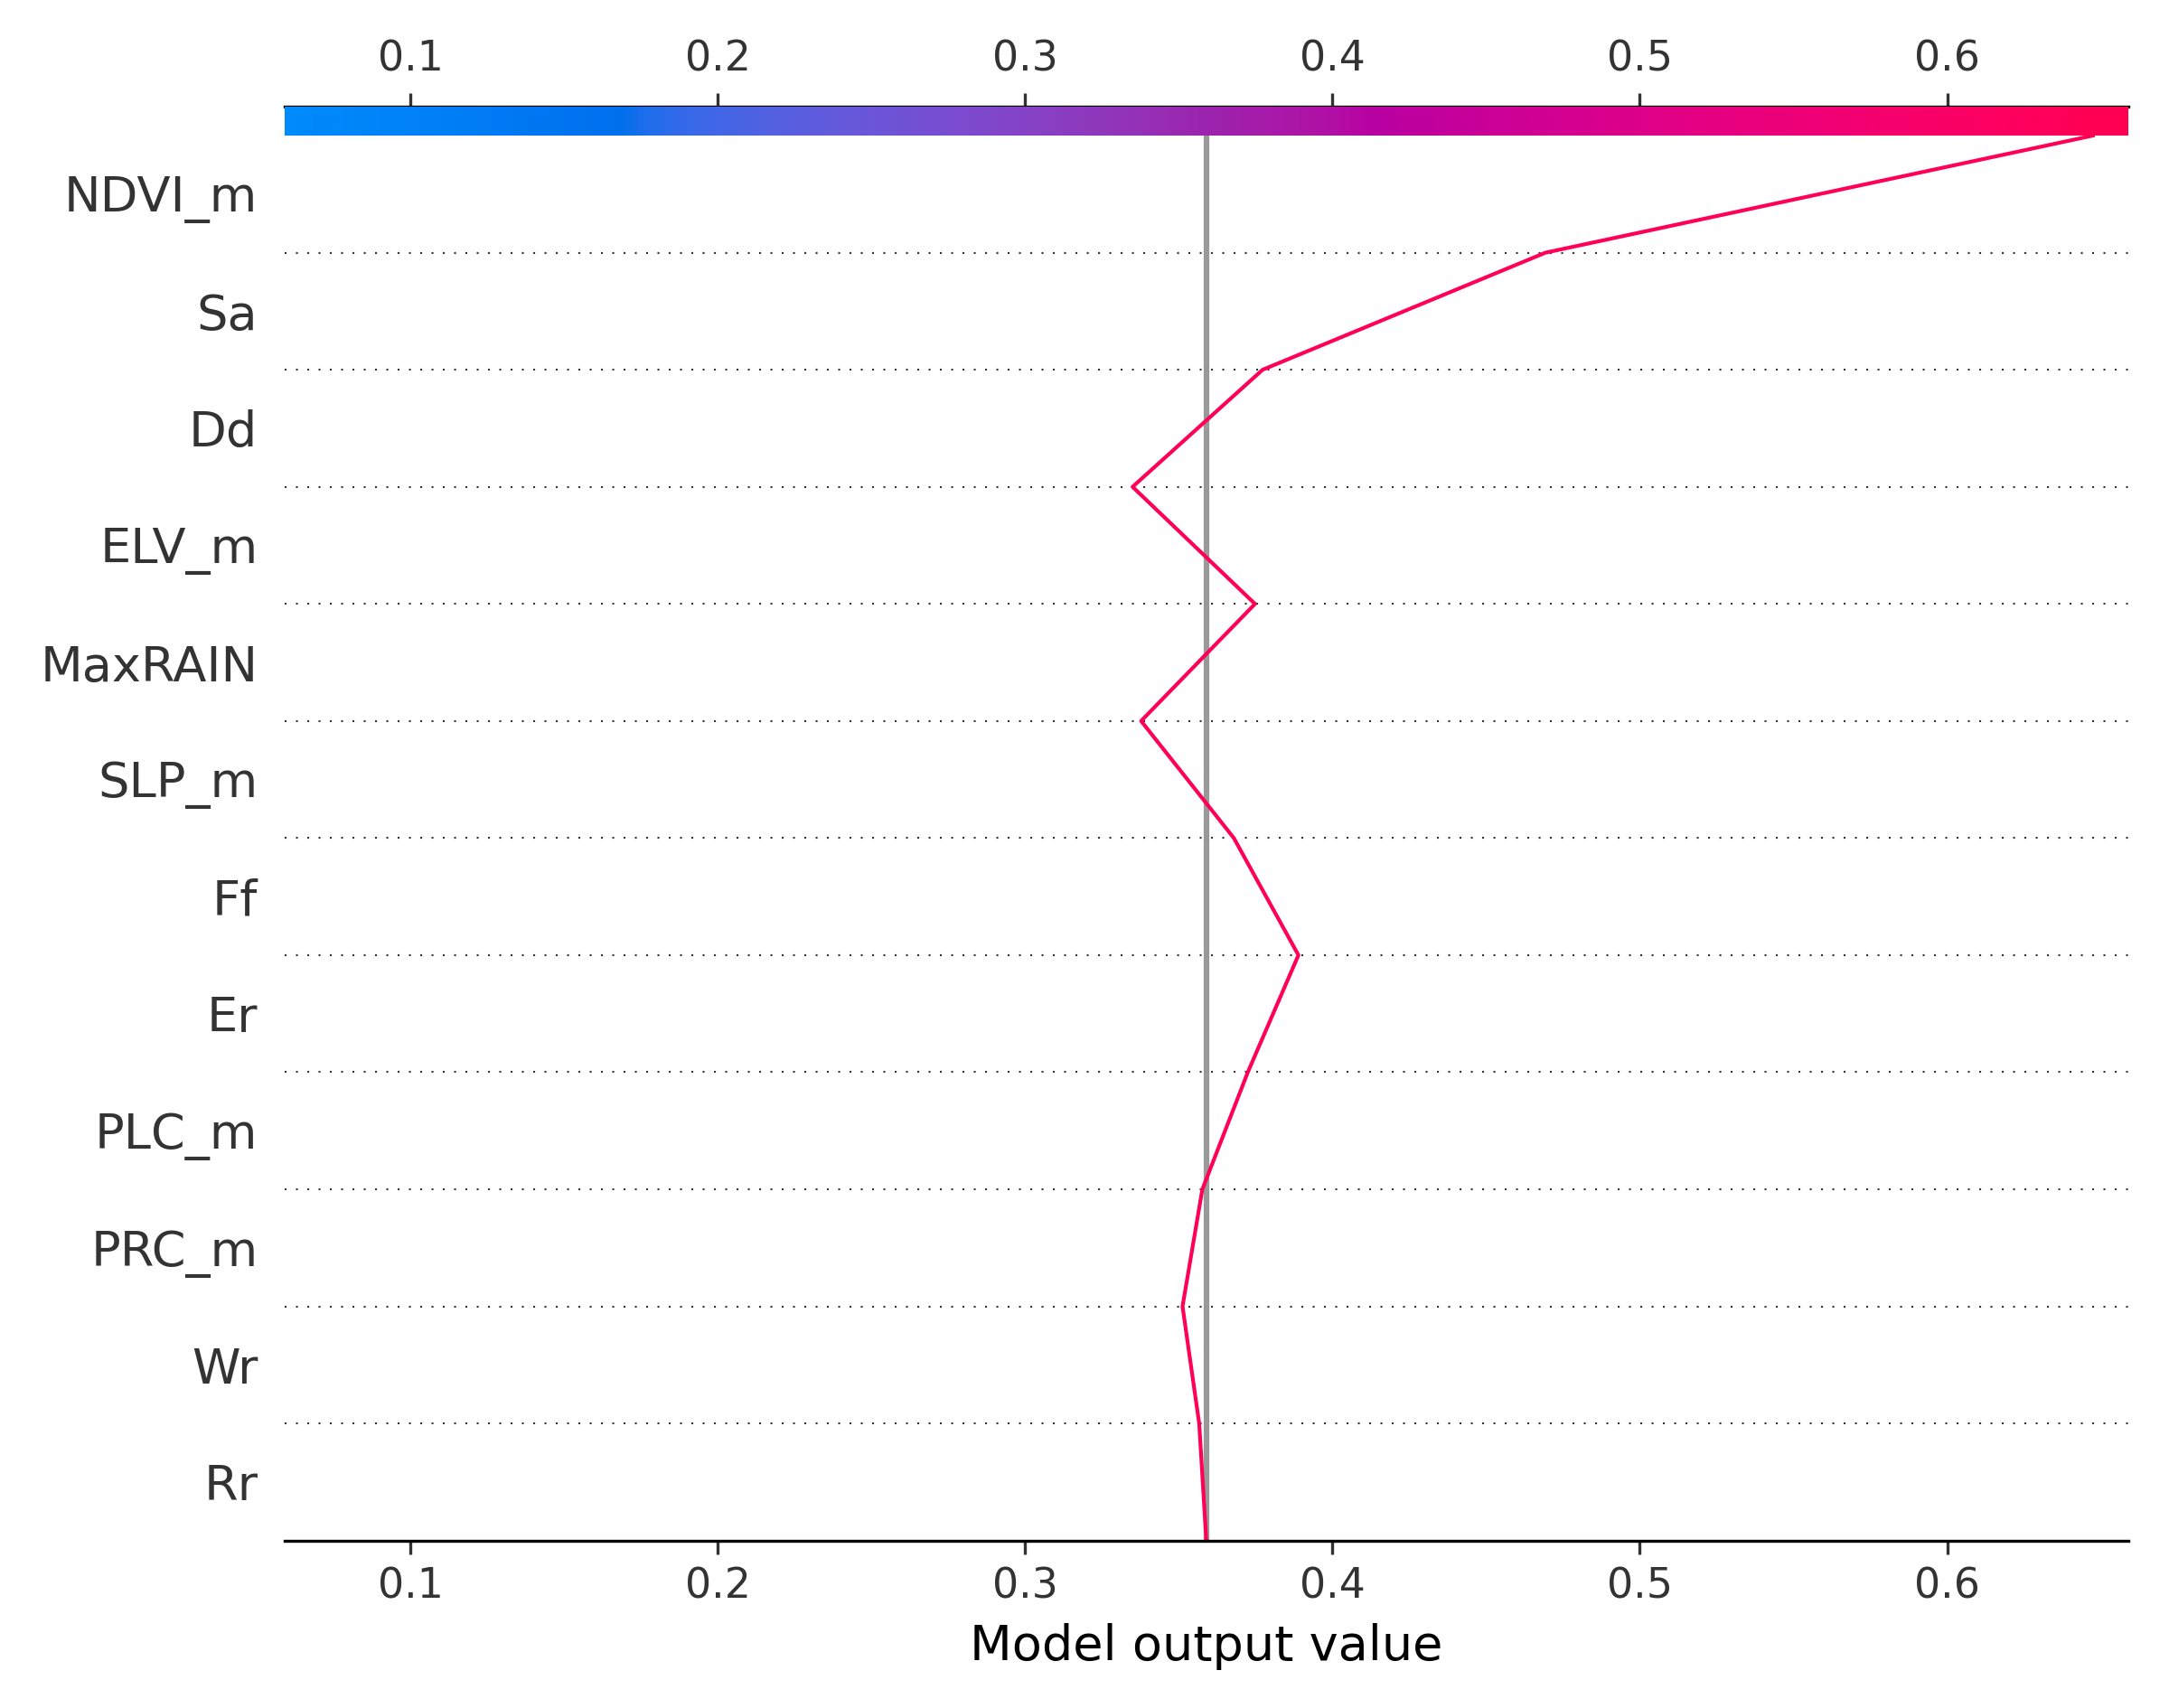 0.1 0.2 0.3 0.4 0.5 0.6
NDVI_m
Sa
Dd
ELV_m
MaxRAIN
SLP_m
Ff
Er
PLC_m
PRC_m
Wr
Rr
0.1 0.2 0.3 0.4 0.5 0.6
Model output value